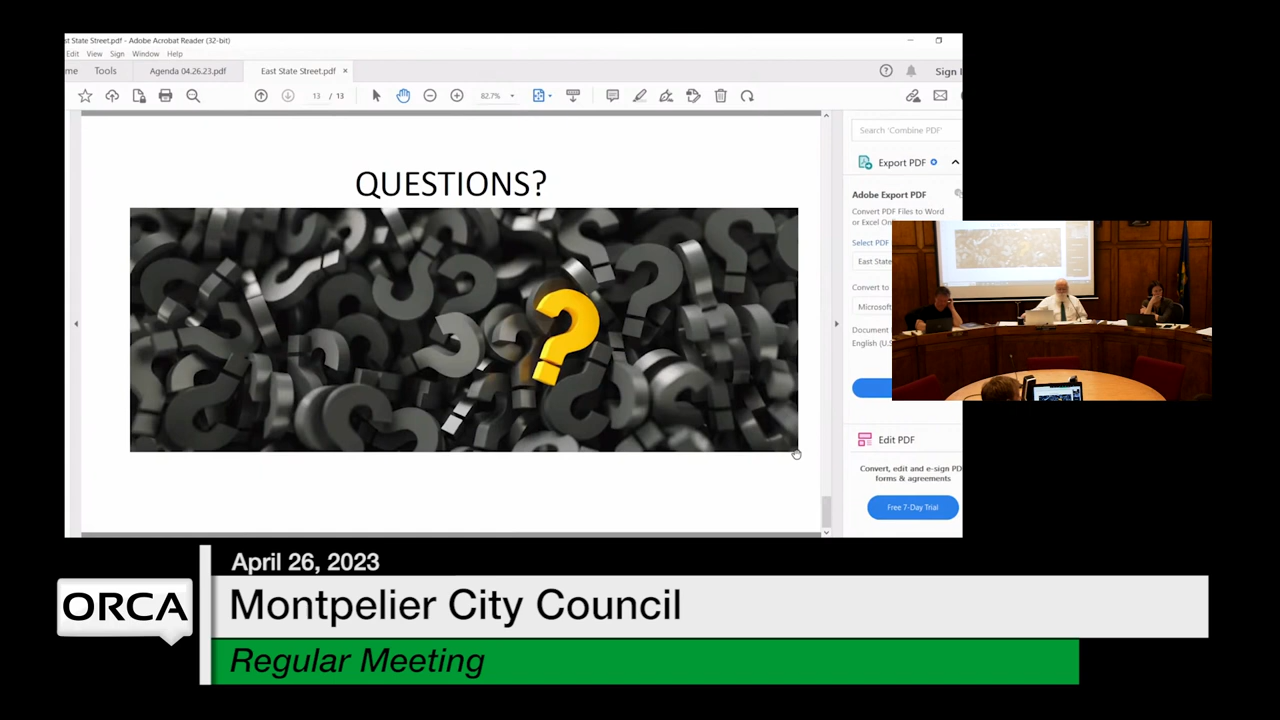 st State Street.pdf - Adobe Acrobat Reader (32-bit)
Edit View Sign Window Help
me Tools Agenda 04.26.23.pdf East State Street.pdf ×
Sign I
13 / 13 82.7%
Search 'Combine PDF'
QUESTIONS?
Export PDF
Adobe Export PDF
Convert PDF Files to Word
or Excel Onl
Select PDF
East State
Convert to
Microsof
Document
English (U.S
Edit PDF
Convert, edit and e-sign PD
forms & agreements
Free 7-Day Trial
April 26, 2023
ORCA
Montpelier City Council
Regular Meeting